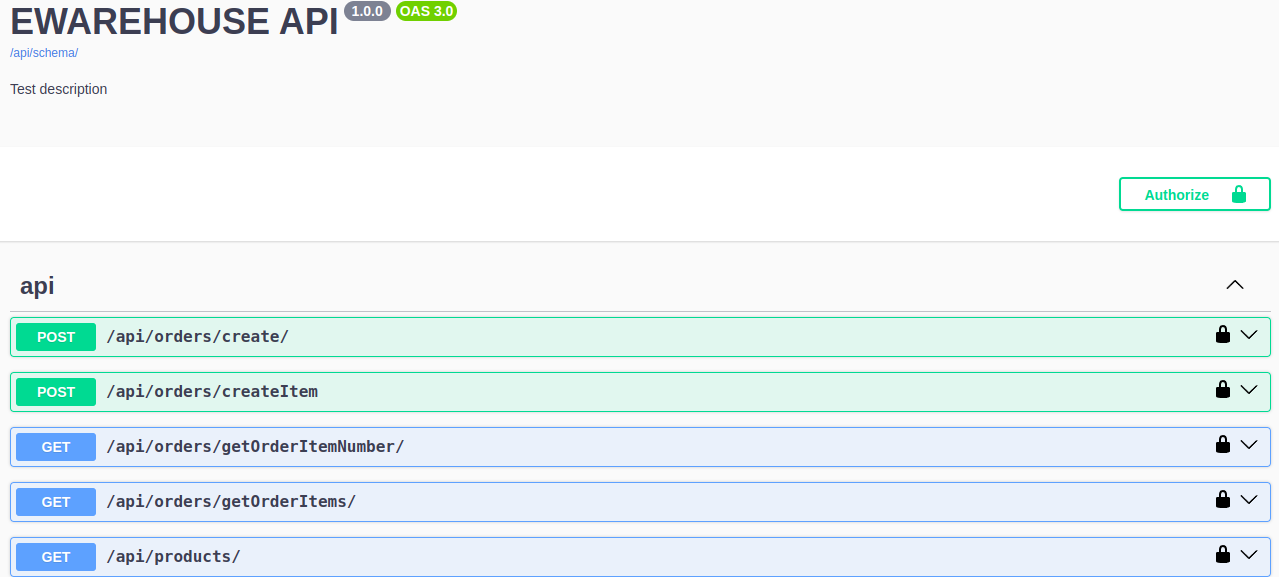 EWAREHOUSE API 1.0.0 OAS 3.0
/api/schema/
Test description
Authorize
api
POST /api/orders/create/
POST /api/orders/createItem
GET /api/orders/getOrderItemNumber/
GET /api/orders/getOrderItems/
GET /api/products/